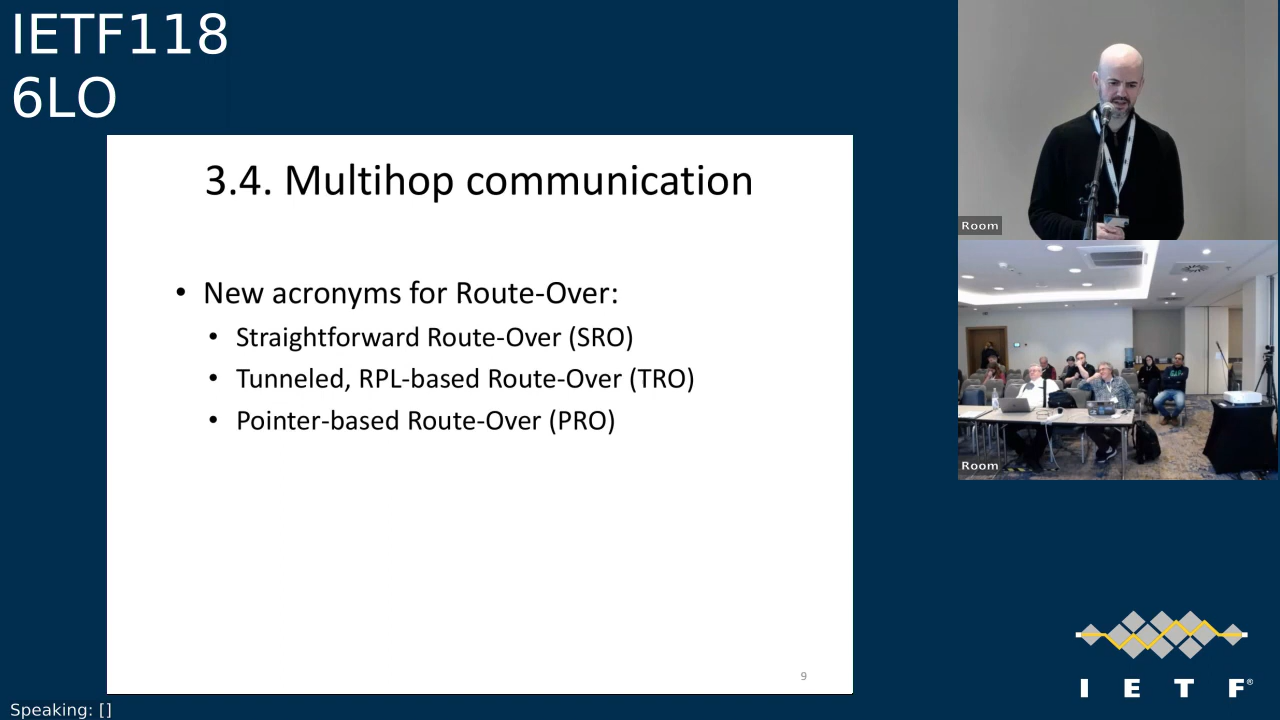 IETF118
6LO
3.4. Multihop communication
• New acronyms for Route-Over:
• Straightforward Route-Over (SRO)
• Tunneled, RPL-based Route-Over (TRO)
• Pointer-based Route-Over (PRO)
9
Room
Room
I E T F®
Speaking: []